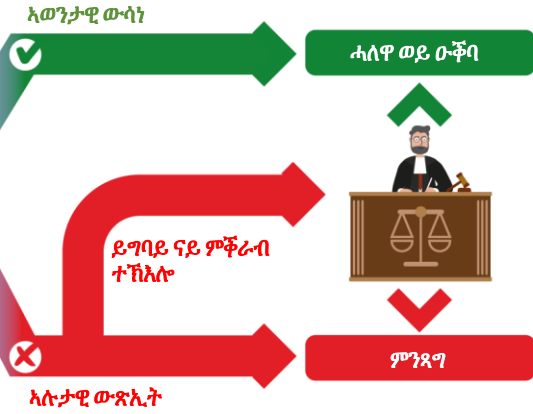 ኣወንታዊ ውሳነ
ሓለዋ ወይ ዑቕባ
ይግባይ ናይ ምቕራብ
ተኽእሎ
ምንጻግ
ኣሉታዊ ውጽኢት